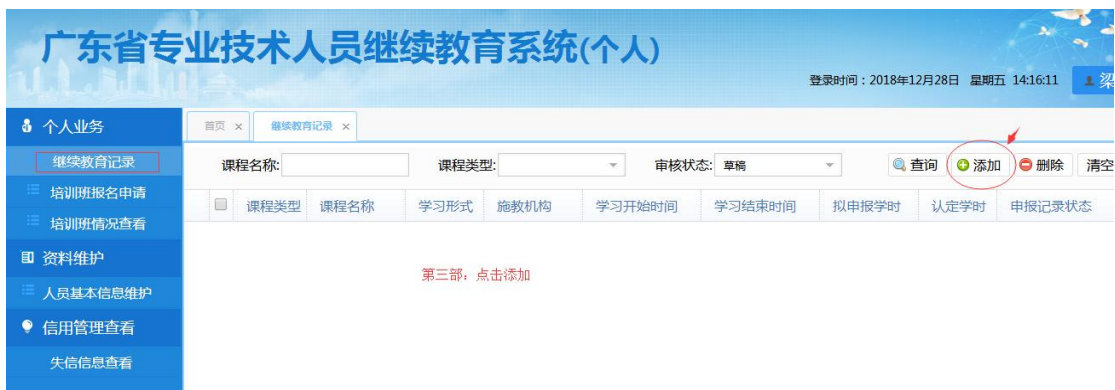 广东省专业技术人员继续教育系统(个人)
登录时间：2018年12月28日 星期五 14:16:11 梁
个人业务
继续教育记录
培训班报名申请
培训班情况查看
资料维护
人员基本信息维护
信用管理查看
失信信息查看
首页 × 继续教育记录 ×
课程名称: 课程类型: 审核状态: 草稿 查询 添加 删除 清空
课程类型 课程名称 学习形式 施教机构 学习开始时间 学习结束时间 拟申报学时 认定学时 申报记录状态
第三部：点击添加